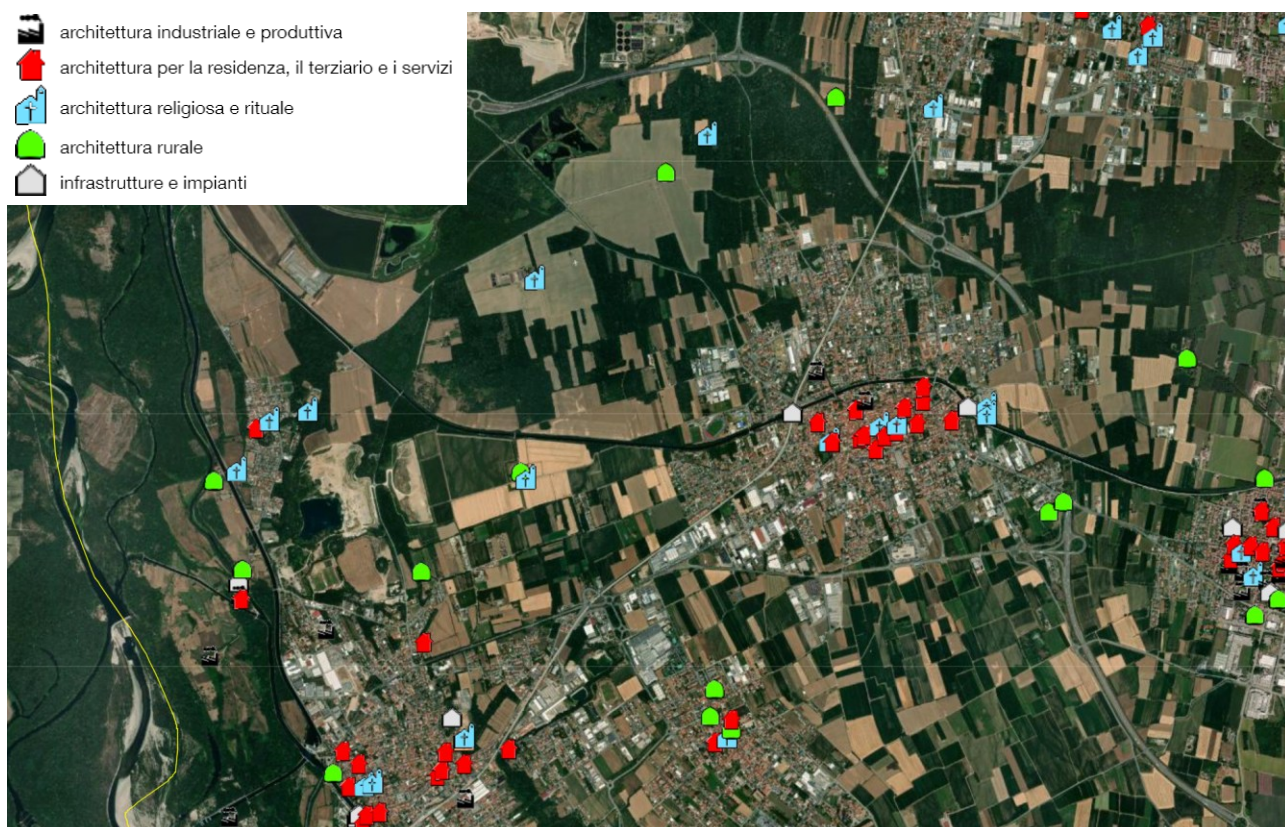 architettura industriale e produttiva
architettura per la residenza, il terziario e i servizi
architettura religiosa e rituale
architettura rurale
infrastrutture e impianti